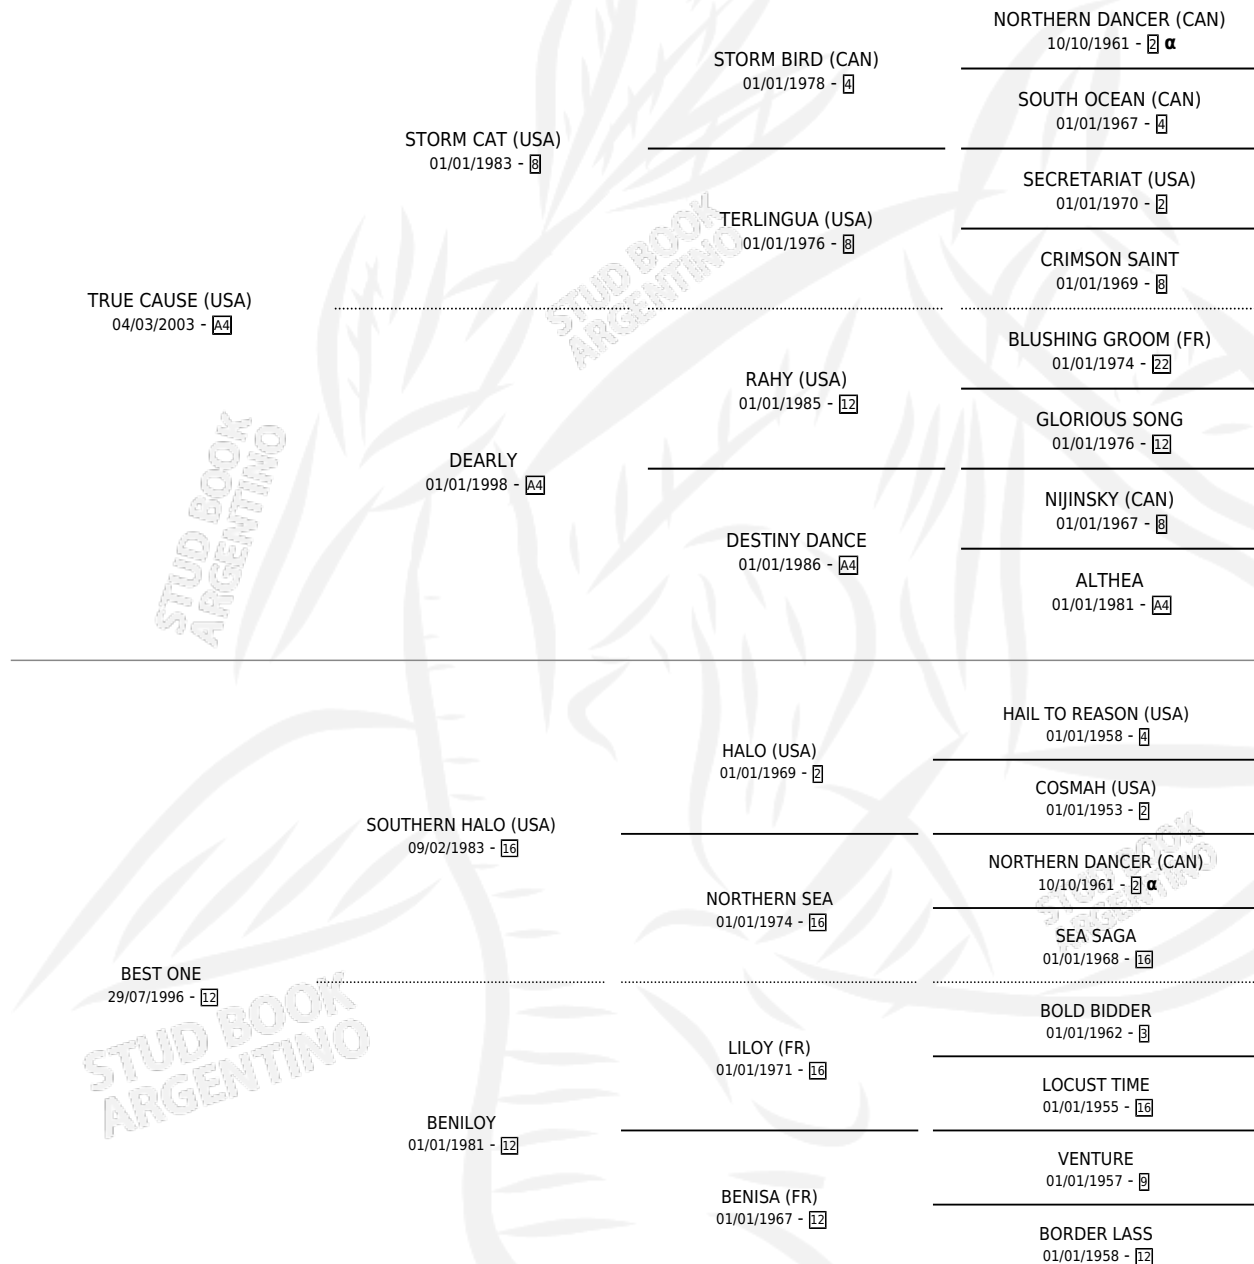 NORTHERN DANCER (CAN)
10/10/1961 - 2 α
STORM BIRD (CAN)
01/01/1978 - 4
SOUTH OCEAN (CAN)
01/01/1967 - 4
STORM CAT (USA)
01/01/1983 - 8
SECRETARIAT (USA)
01/01/1970 - 2
TERLINGUA (USA)
01/01/1976 - 8
CRIMSON SAINT
01/01/1969 - 8
TRUE CAUSE (USA)
04/03/2003 - A4
BLUSHING GROOM (FR)
01/01/1974 - 22
RAHY (USA)
01/01/1985 - 12
GLORIOUS SONG
01/01/1976 - 12
DEARLY
01/01/1998 - A4
NIJINSKY (CAN)
01/01/1967 - 8
DESTINY DANCE
01/01/1986 - A4
ALTHEA
01/01/1981 - A4
HAIL TO REASON (USA)
01/01/1958 - 4
HALO (USA)
01/01/1969 - 2
COSMAH (USA)
01/01/1953 - 2
SOUTHERN HALO (USA)
09/02/1983 - 16
NORTHERN DANCER (CAN)
10/10/1961 - 2 α
NORTHERN SEA
01/01/1974 - 16
SEA SAGA
01/01/1968 - 16
BEST ONE
29/07/1996 - 12
BOLD BIDDER
01/01/1962 - 3
LILOY (FR)
01/01/1971 - 16
LOCUST TIME
01/01/1955 - 16
BENILOY
01/01/1981 - 12
VENTURE
01/01/1957 - 9
BENISA (FR)
01/01/1967 - 12
BORDER LASS
01/01/1958 - 12
STUD BOOK
ARGENTINO
STUD BOOK
ARGENTINO
STUD BOOK
ARGENTINO
STUD BOOK
ARGENTINO